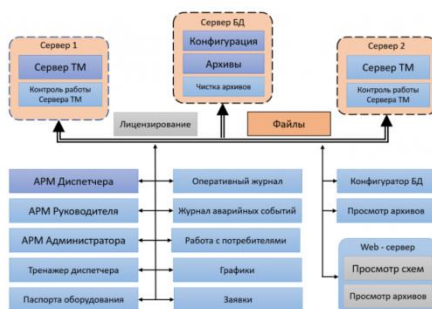 Сервер 1
Сервер ТМ
Контроль работы
Сервера ТМ
Сервер БД
Конфигурация
Архивы
Чистка архивов
Сервер 2
Сервер ТМ
Контроль работы
Сервера ТМ
Лицензирование
Файлы
АРМ Диспетчера
АРМ Руководителя
АРМ Администратора
Тренажер диспетчера
Паспорта оборудования
Оперативный журнал
Журнал аварийных событий
Работа с потребителями
Графики
Заявки
Конфигуратор БД
Просмотр архивов
Web - сервер
Просмотр схем
Просмотр архивов